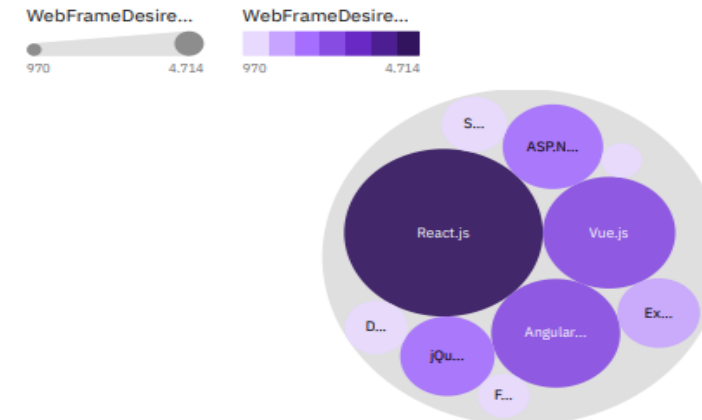 WebFrameDesire... WebFrameDesire...
970 4.714 970 4.714
S...
ASP.N...
React.js
Vue.js
Ex...
D...
Angular...
jQu...
F...